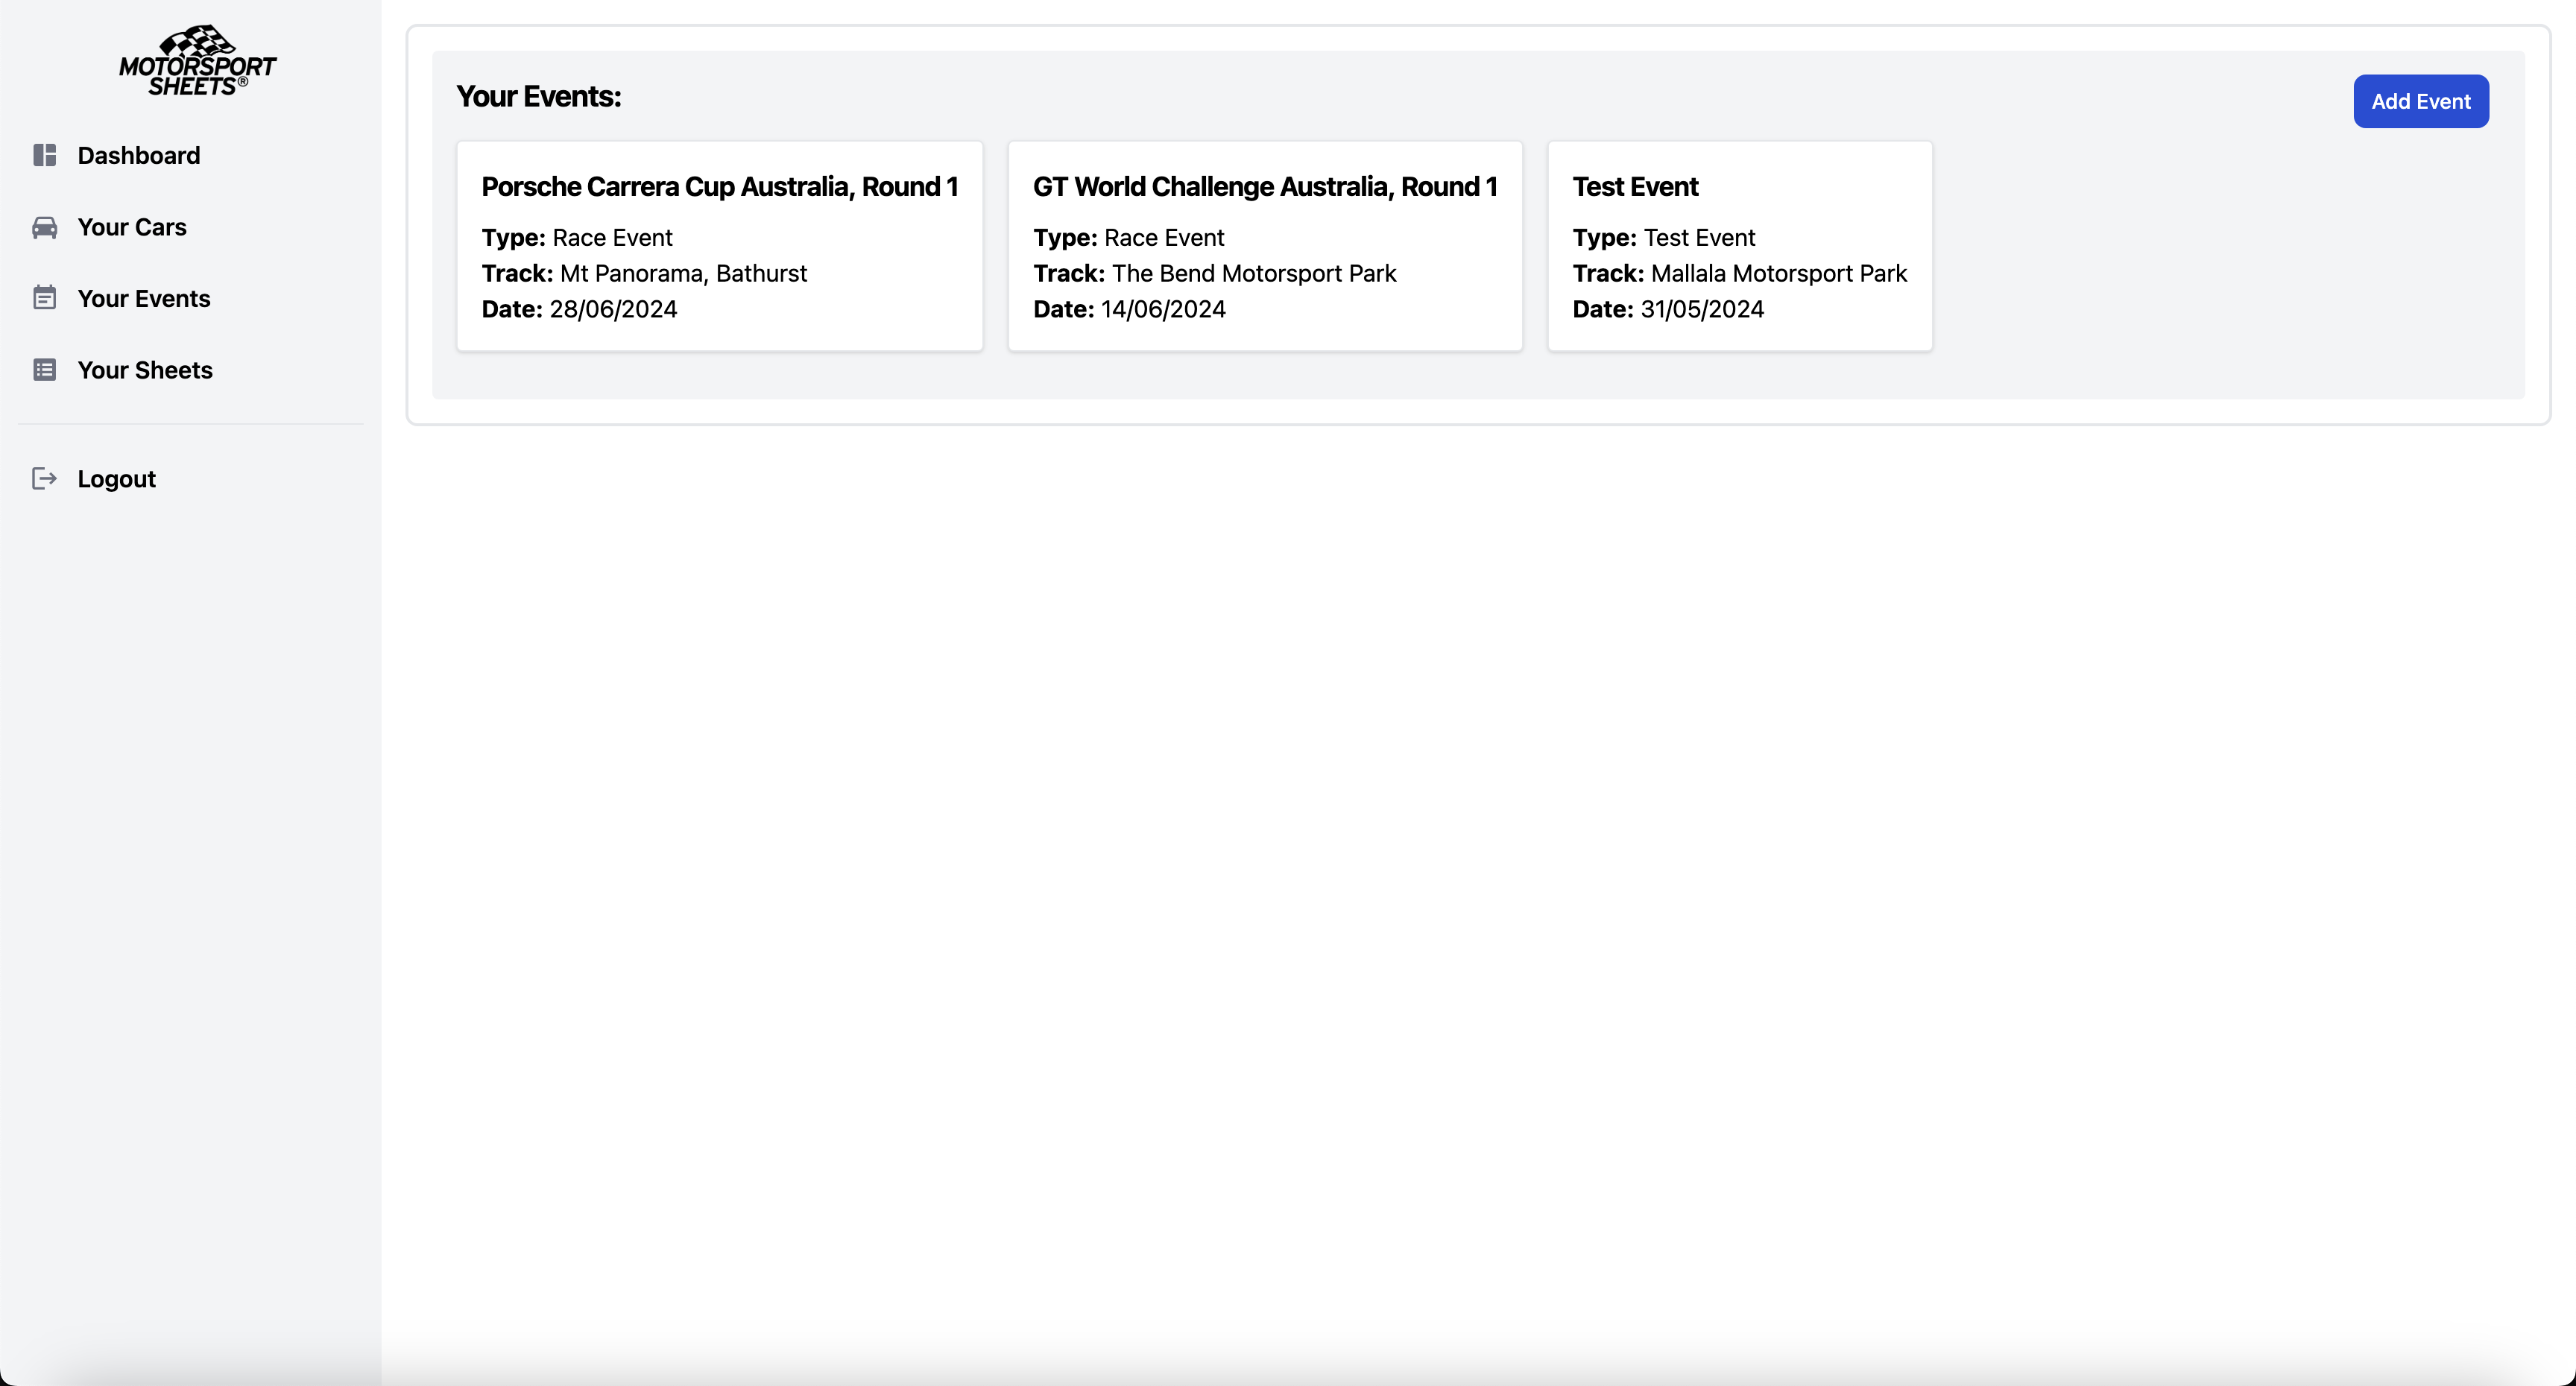 MOTORSPORT
SHEETS®
Dashboard
Your Cars
Your Events
Your Sheets
Logout
Your Events:
Add Event
Porsche Carrera Cup Australia, Round 1
Type: Race Event
Track: Mt Panorama, Bathurst
Date: 28/06/2024
GT World Challenge Australia, Round 1
Type: Race Event
Track: The Bend Motorsport Park
Date: 14/06/2024
Test Event
Type: Test Event
Track: Mallala Motorsport Park
Date: 31/05/2024